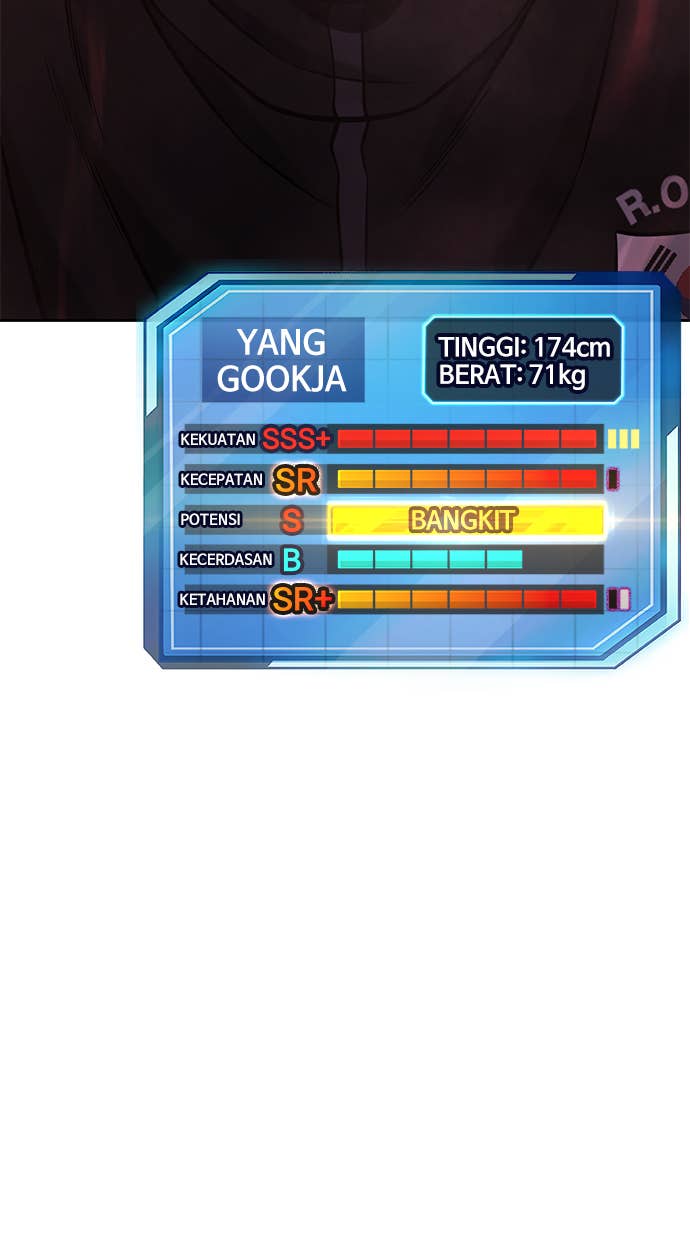 R.O
YANG
GOOKJA
TINGGI: 174cm
BERAT: 71kg
KEKUATAN SSS+
KECEPATAN SR
POTENSI S BANGKIT
KECERDASAN B
KETAHANAN SR+